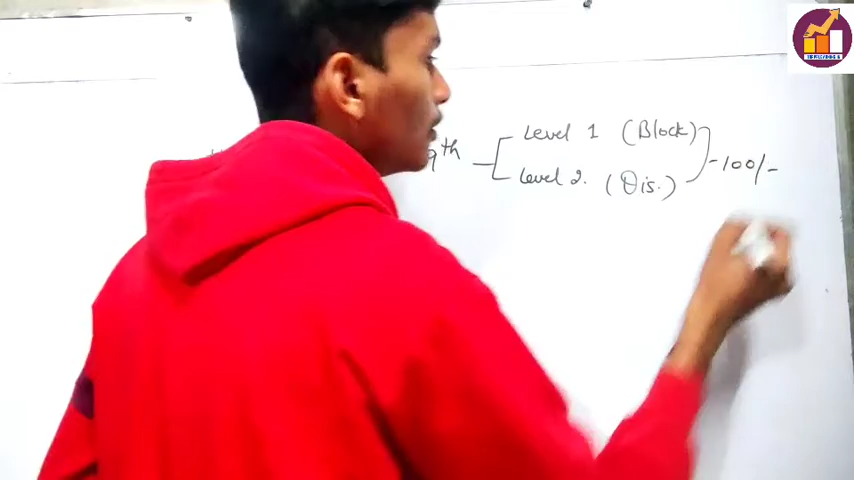 9th Level 1 (Block)
Level 2. (Dis.) -100/-